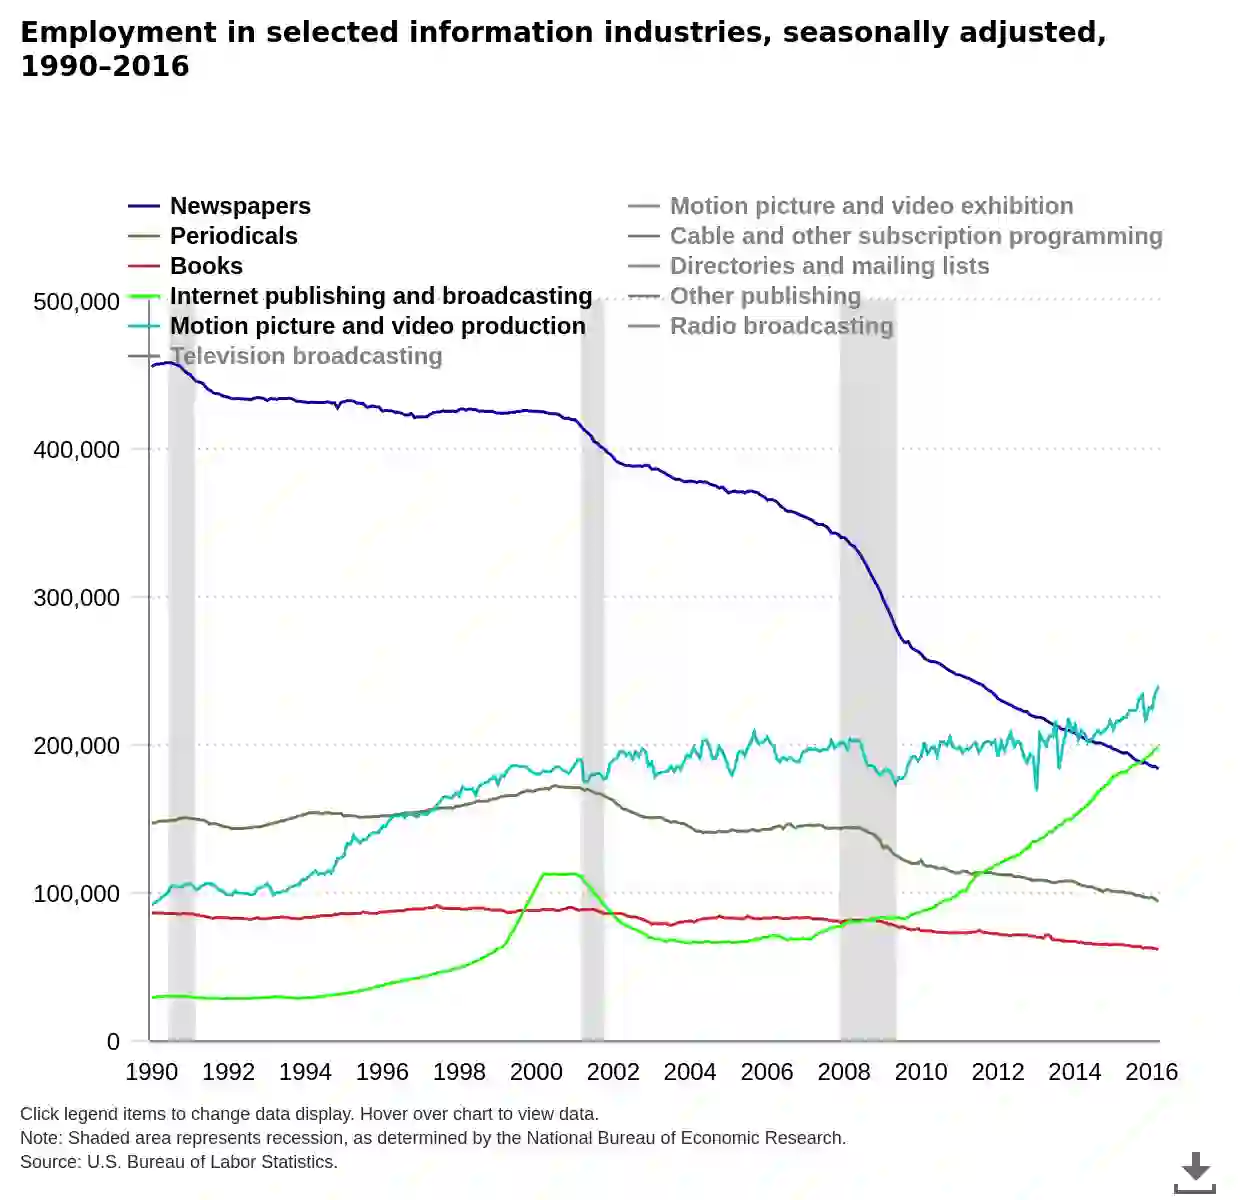 Employment in selected information industries, seasonally adjusted,
1990–2016
Newspapers
Periodicals
Books
Internet publishing and broadcasting
Motion picture and video production
Television broadcasting
Motion picture and video exhibition
Cable and other subscription programming
Directories and mailing lists
Other publishing
Radio broadcasting
500,000
400,000
300,000
200,000
100,000
0
1990 1992 1994 1996 1998 2000 2002 2004 2006 2008 2010 2012 2014 2016
Click legend items to change data display. Hover over chart to view data.
Note: Shaded area represents recession, as determined by the National Bureau of Economic Research.
Source: U.S. Bureau of Labor Statistics.